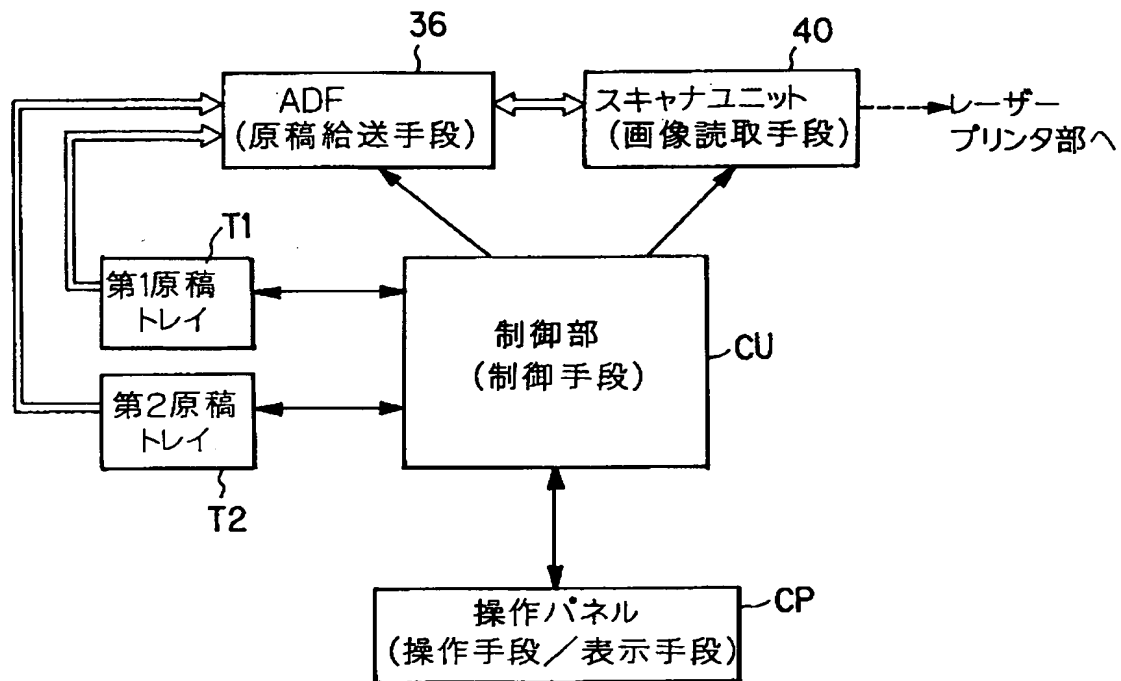 36
40
ADF
(原稿給送手段)
スキャナユニット
(画像読取手段)
レーザー
プリンタ部へ
T1
第1原稿
トレイ
制御部
(制御手段)
CU
第2原稿
トレイ
T2
操作パネル
(操作手段/表示手段)
CP